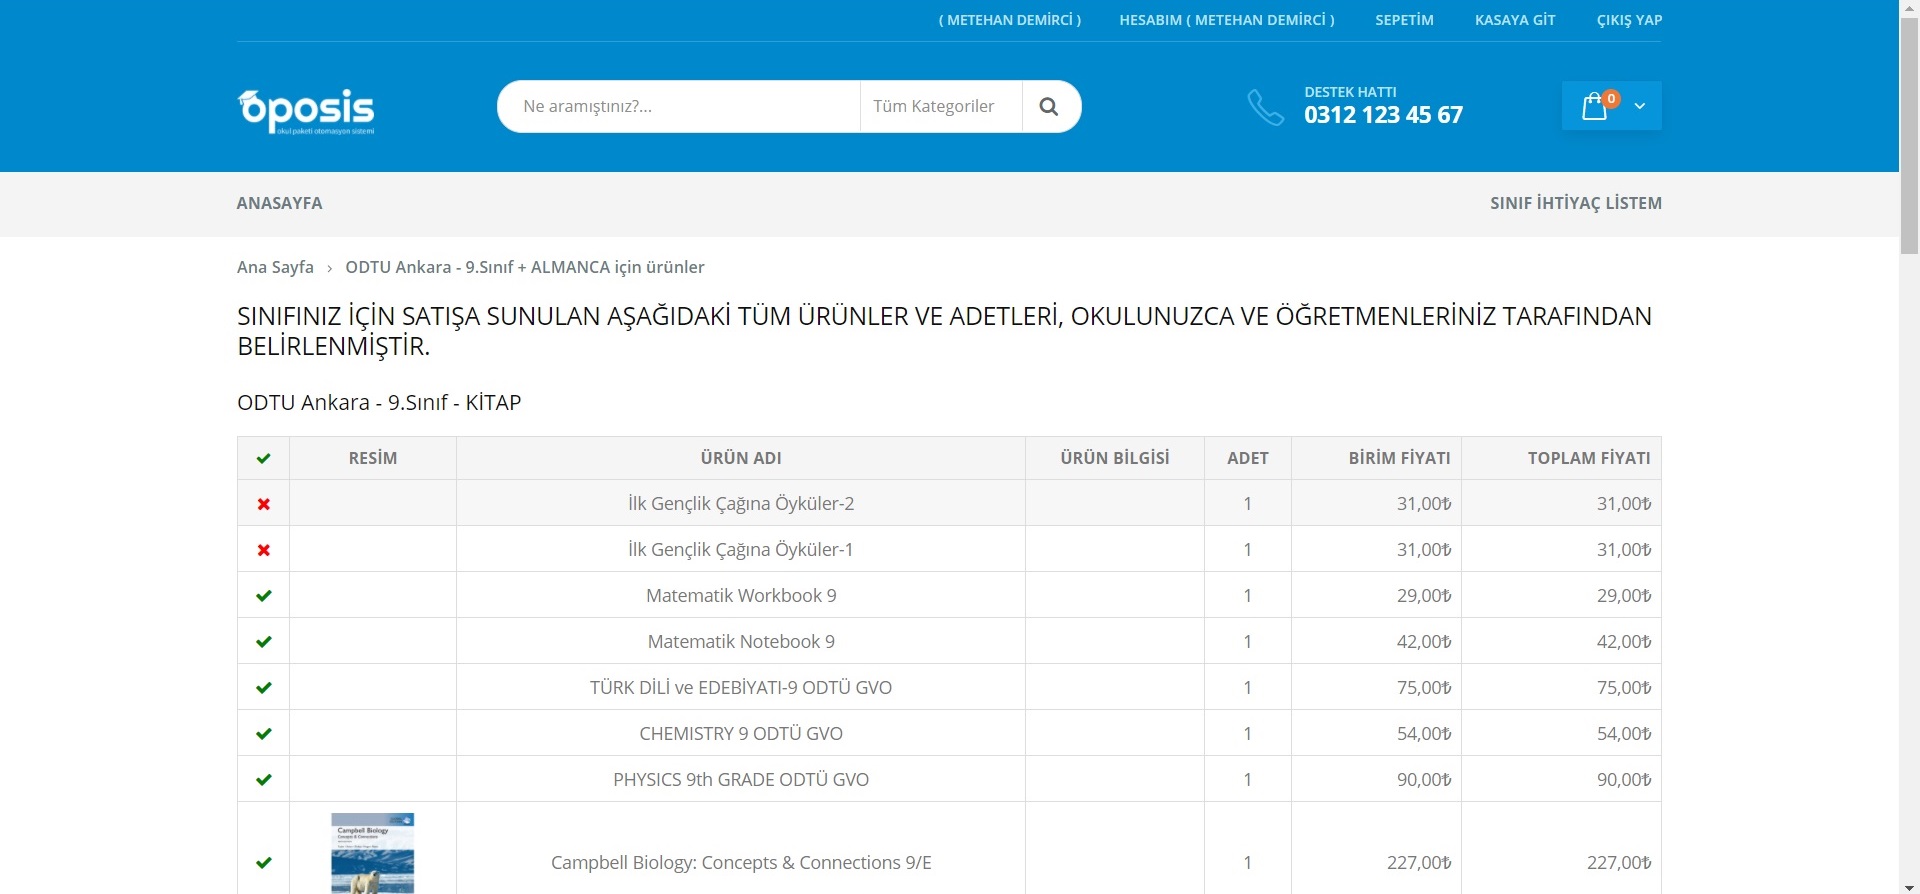 ( METEHAN DEMİRCİ ) HESABIM ( METEHAN DEMİRCİ ) SEPETİM KASAYA GİT ÇIKIŞ YAP
oposis
okul paketi otomasyon sistemi
Ne aramıştınız?... Tüm Kategoriler
DESTEK HATTI
0312 123 45 67
0
ANASAYFA SINIF İHTİYAÇ LİSTEM
Ana Sayfa › ODTU Ankara - 9.Sınıf + ALMANCA için ürünler
SINIFINIZ İÇİN SATIŞA SUNULAN AŞAĞIDAKİ TÜM ÜRÜNLER VE ADETLERİ, OKULUNUZCA VE ÖĞRETMENLERİNİZ TARAFINDAN
BELİRLENMİŞTİR.
ODTU Ankara - 9.Sınıf - KİTAP
RESİM ÜRÜN ADI ÜRÜN BİLGİSİ ADET BİRİM FİYATI TOPLAM FİYATI
İlk Gençlik Çağına Öyküler-2 1 31,00₺ 31,00₺
İlk Gençlik Çağına Öyküler-1 1 31,00₺ 31,00₺
Matematik Workbook 9 1 29,00₺ 29,00₺
Matematik Notebook 9 1 42,00₺ 42,00₺
TÜRK DİLİ ve EDEBİYATI-9 ODTÜ GVO 1 75,00₺ 75,00₺
CHEMISTRY 9 ODTÜ GVO 1 54,00₺ 54,00₺
PHYSICS 9th GRADE ODTÜ GVO 1 90,00₺ 90,00₺
Campbell Biology
Concepts & Connections
Campbell Biology: Concepts & Connections 9/E 1 227,00₺ 227,00₺